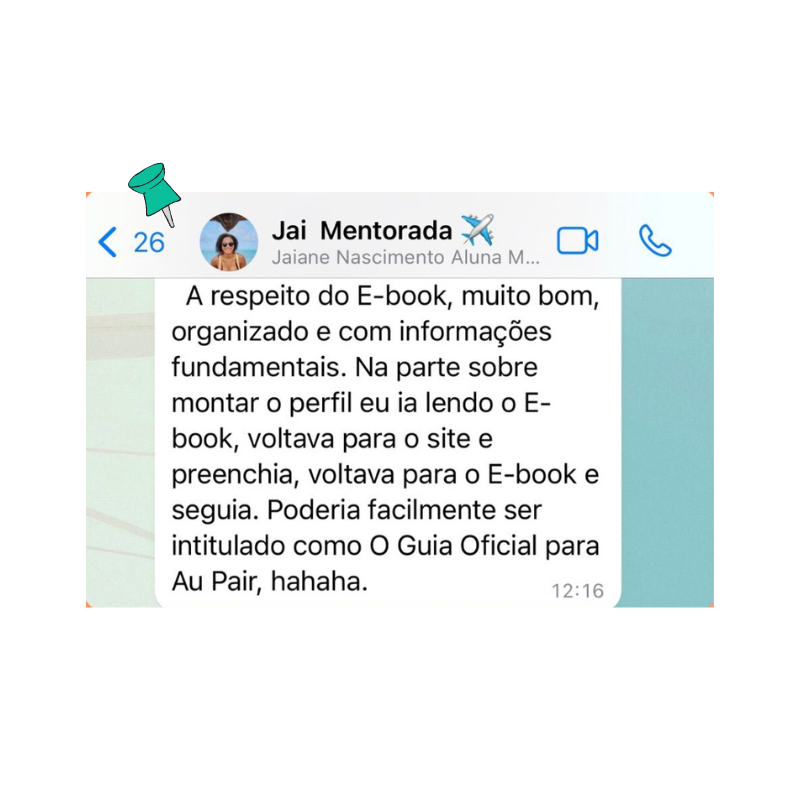 26
Jai Mentorada ✈️
Jaiane Nascimento Aluna M...
A respeito do E-book, muito bom,
organizado e com informações
fundamentais. Na parte sobre
montar o perfil eu ia lendo o E-
book, voltava para o site e
preenchia, voltava para o E-book e
seguia. Poderia facilmente ser
intitulado como O Guia Oficial para
Au Pair, hahaha.
12:16